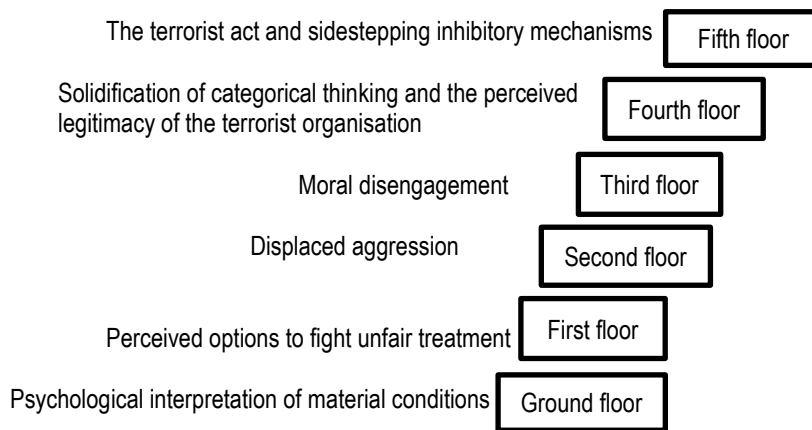 The terrorist act and sidestepping inhibitory mechanisms Fifth floor
Solidification of categorical thinking and the perceived
legitimacy of the terrorist organisation
Fourth floor
Moral disengagement Third floor
Displaced aggression Second floor
Perceived options to fight unfair treatment First floor
Psychological interpretation of material conditions Ground floor